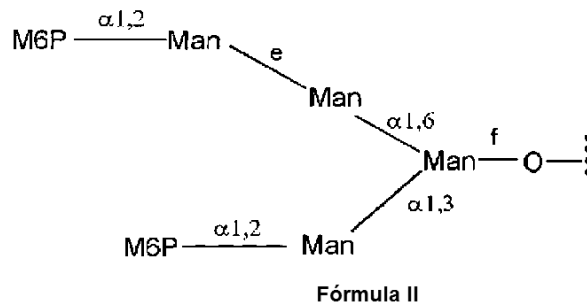 α1,2
M6P Man
e
Man
α1,6
f
Man O
α1,3
α1,2
M6P Man
Fórmula II